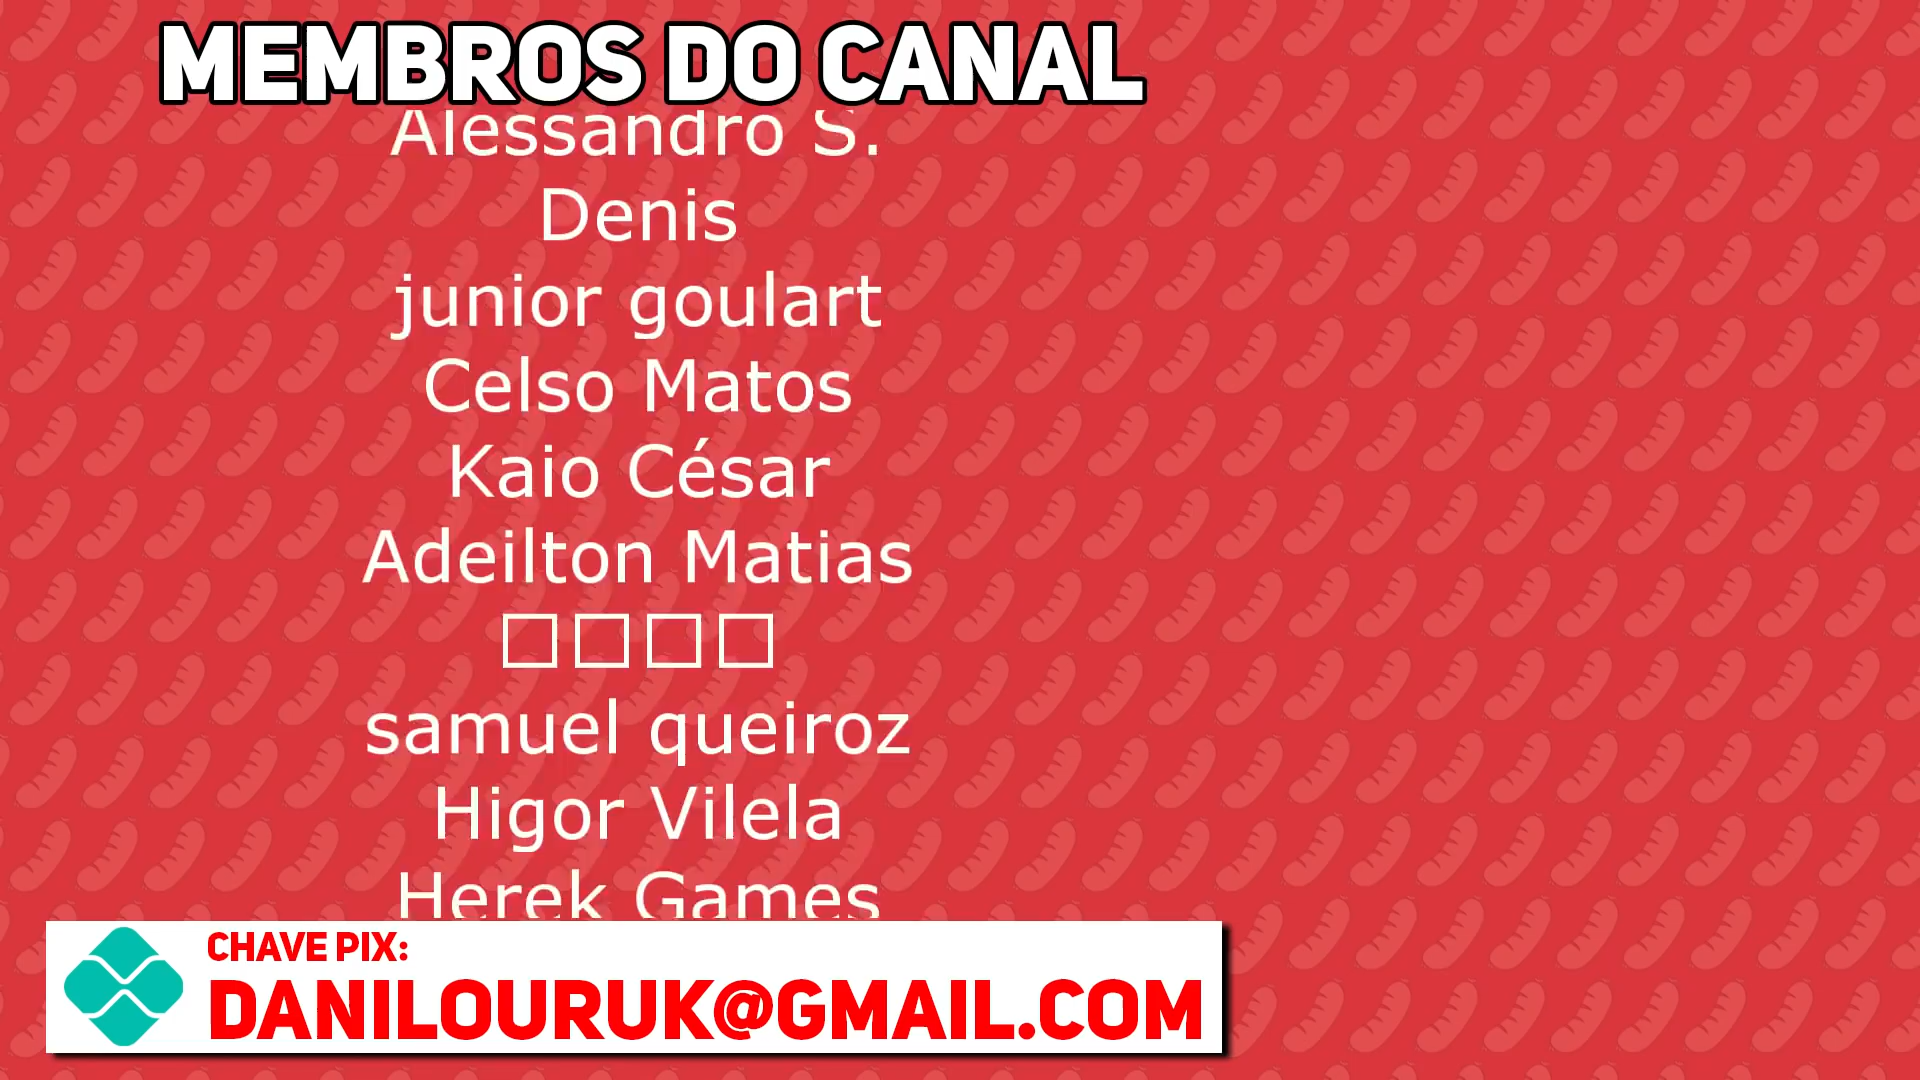 MEMBROS DO CANAL
Alessandro S.
Denis
junior goulart
Celso Matos
Kaio César
Adeilton Matias
□□□□
samuel queiroz
Higor Vilela
Herek Games
CHAVE PIX:
DANILOURUK@GMAIL.COM